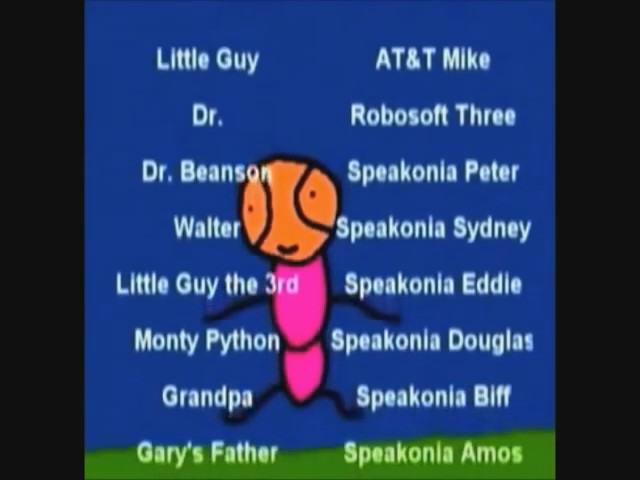 Little Guy AT&T Mike
Dr. Robosoft Three
Dr. Beanson Speakonia Peter
Walter Speakonia Sydney
Little Guy the 3rd Speakonia Eddie
Monty Python Speakonia Douglas
Grandpa Speakonia Biff
Gary's Father Speakonia Amos